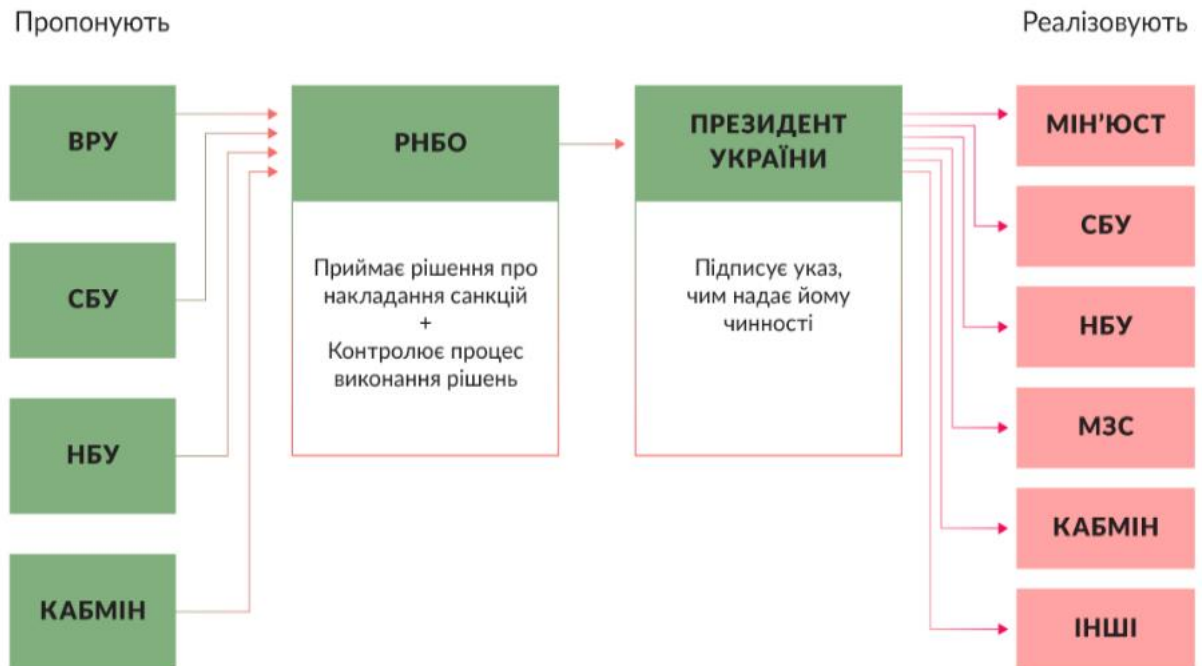 Пропонують
Реалізовують
ВРУ
СБУ
НБУ
КАБМІН
РНБО
Приймає рішення про
накладання санкцій
+
Контролює процес
виконання рішень
ПРЕЗИДЕНТ
УКРАЇНИ
Підписує указ,
чим надає йому
чинності
МІН’ЮСТ
СБУ
НБУ
МЗС
КАБМІН
ІНШІ